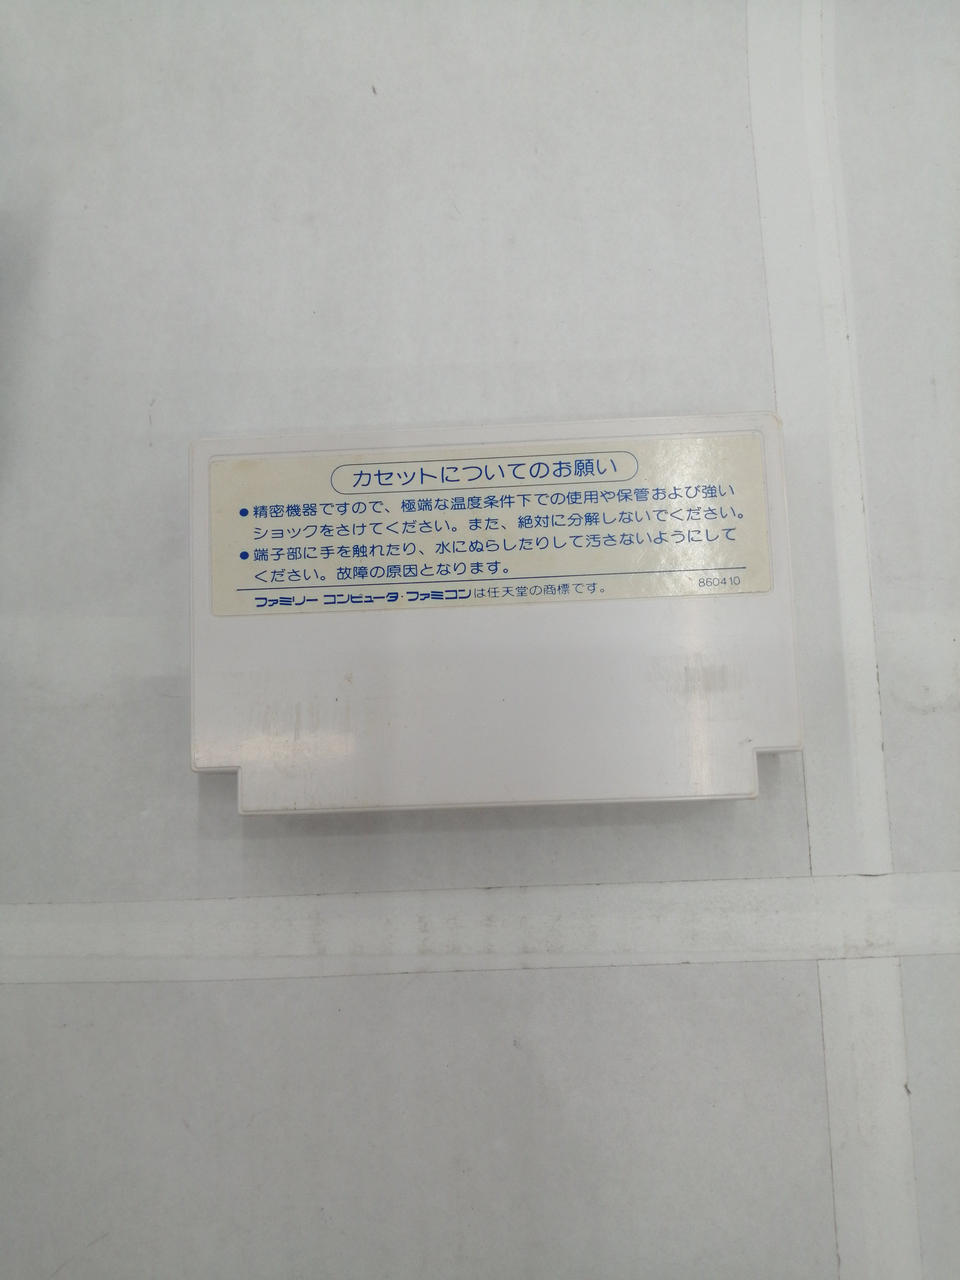 カセットについてのお願い
●精密機器ですので、極端な温度条件下での使用や保管および強い
ショックをさけてください。また、絶対に分解しないでください。
●端子部に手を触れたり、水にぬらしたりして汚さないようにして
ください。故障の原因となります。
860410
ファミリー コンピュータ・ファミコンは任天堂の商標です。